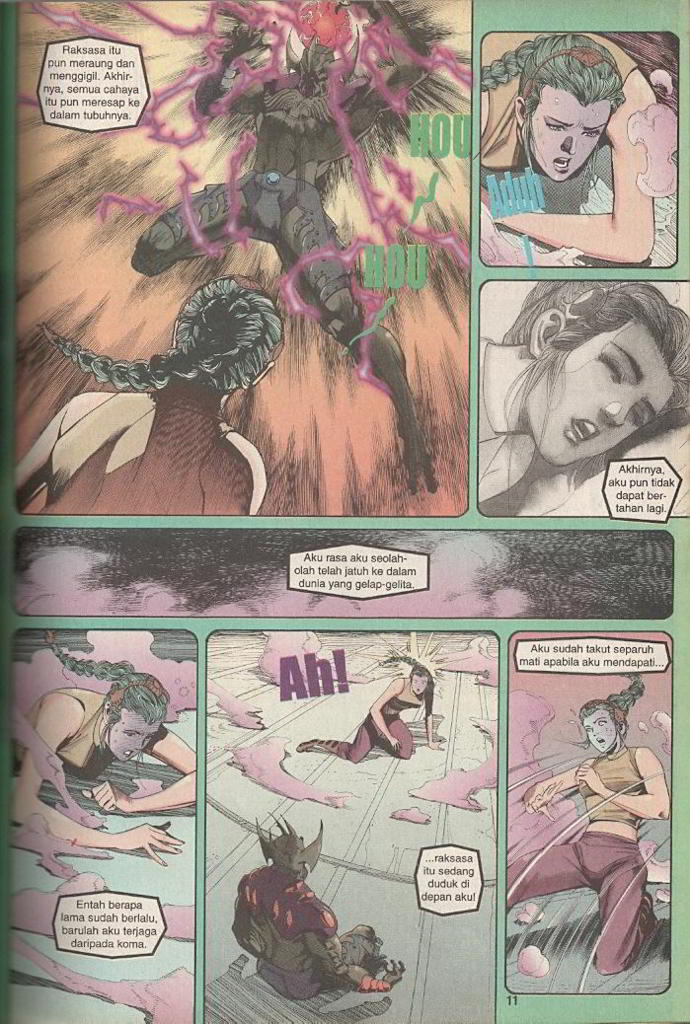 Raksasa itu
pun meraung dan
menggigil. Akhir-
nya, semua cahaya
itu pun meresap ke
dalam tubuhnya.
HOU
HOU
Aduh
Akhirnya,
aku pun tidak
dapat ber-
tahan lagi.
Aku rasa aku seolah-
olah telah jatuh ke dalam
dunia yang gelap-gelita.
Entah berapa
lama sudah berlalu,
barulah aku terjaga
daripada koma.
Ah!
Aku sudah takut separuh
mati apabila aku mendapati...
...raksasa
itu sedang
duduk di
depan aku!
11